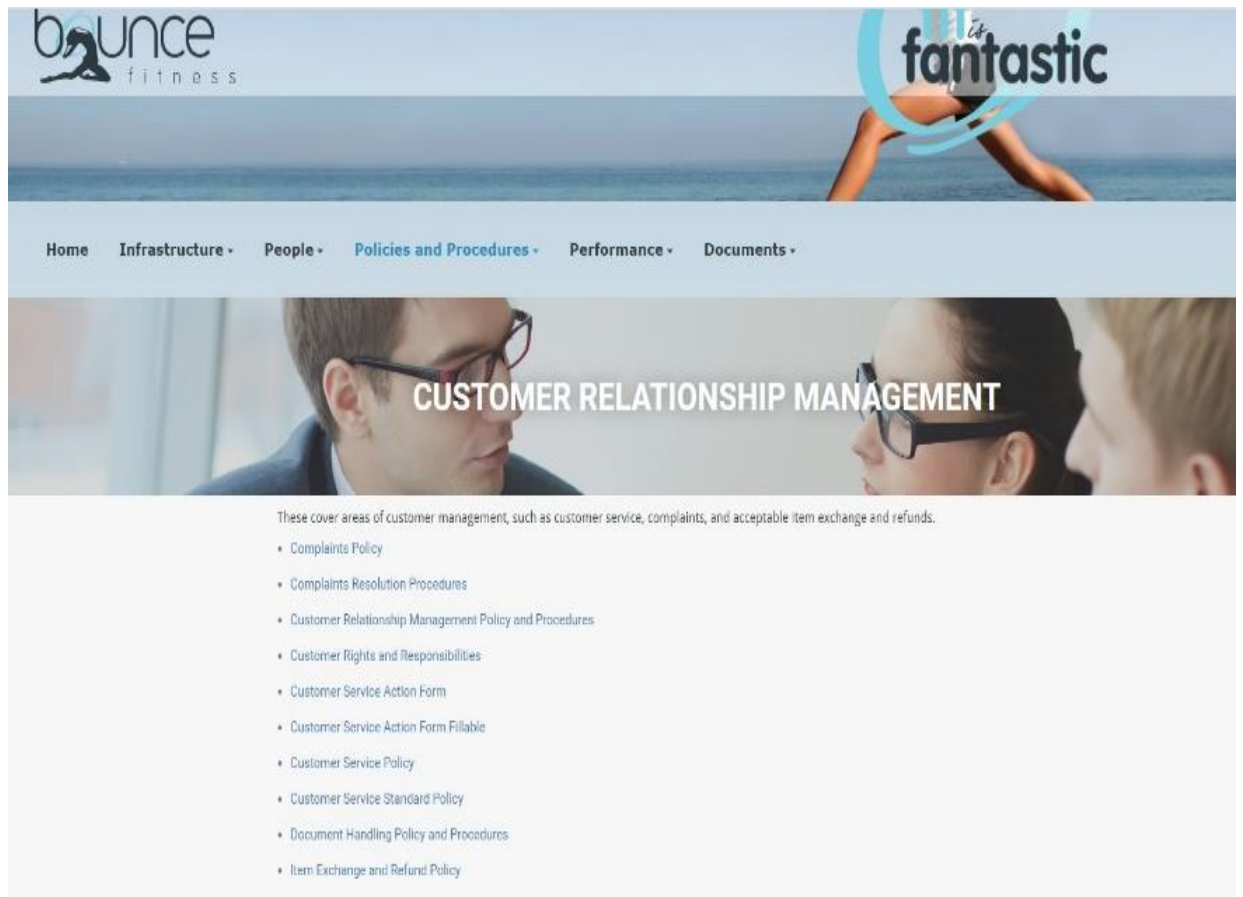 bounce
fitness
is
fantastic
Home Infrastructure People Policies and Procedures Performance Documents
CUSTOMER RELATIONSHIP MANAGEMENT
These cover areas of customer management, such as customer service, complaints, and acceptable item exchange and refunds.
• Complaints Policy
• Complaints Resolution Procedures
• Customer Relationship Management Policy and Procedures
• Customer Rights and Responsibilities
• Customer Service Action Form
• Customer Service Action Form Fillable
• Customer Service Policy
• Customer Service Standard Policy
• Document Handling Policy and Procedures
• Item Exchange and Refund Policy